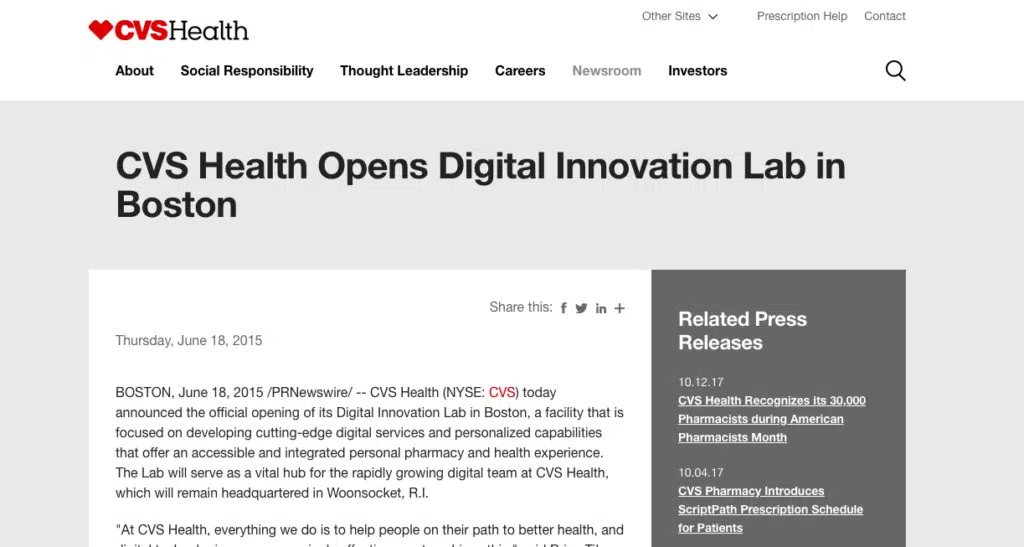 Other Sites Prescription Help Contact
CVSHealth
About Social Responsibility Thought Leadership Careers Newsroom Investors
CVS Health Opens Digital Innovation Lab in
Boston
Share this:
Thursday, June 18, 2015
BOSTON, June 18, 2015 /PRNewswire/ -- CVS Health (NYSE: CVS) today
announced the official opening of its Digital Innovation Lab in Boston, a facility that is
focused on developing cutting-edge digital services and personalized capabilities
that offer an accessible and integrated personal pharmacy and health experience.
The Lab will serve as a vital hub for the rapidly growing digital team at CVS Health,
which will remain headquartered in Woonsocket, R.I.
"At CVS Health, everything we do is to help people on their path to better health, and
Related Press
Releases
10.12.17
CVS Health Recognizes its 30,000
Pharmacists during American
Pharmacists Month
10.04.17
CVS Pharmacy Introduces
ScriptPath Prescription Schedule
for Patients